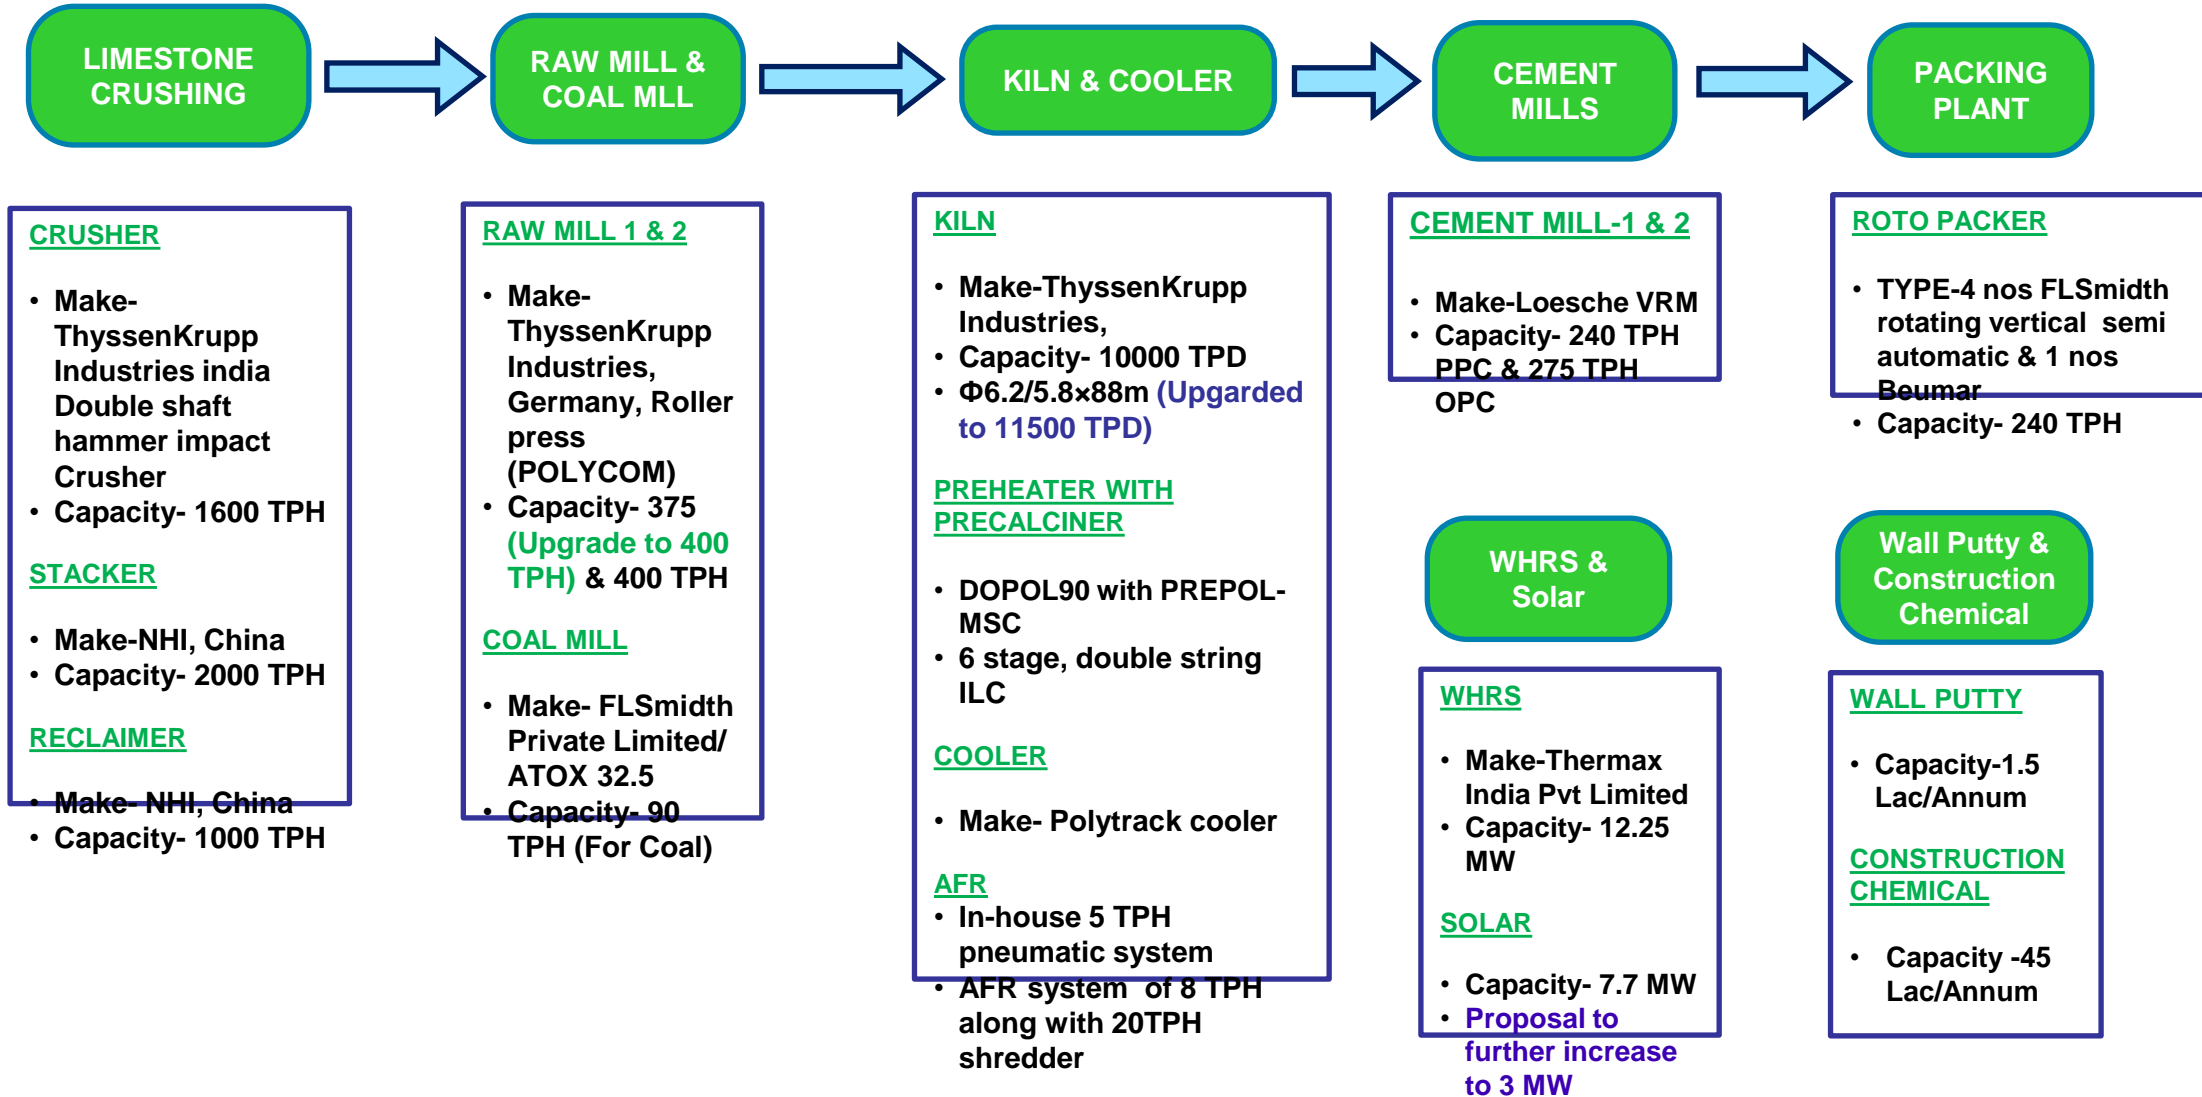 LIMESTONE
CRUSHING
RAW MILL &
COAL MLL
KILN & COOLER
CEMENT
MILLS
PACKING
PLANT
CRUSHER
• Make-
ThyssenKrupp
Industries india
Double shaft
hammer impact
Crusher
• Capacity- 1600 TPH
STACKER
• Make-NHI, China
• Capacity- 2000 TPH
RECLAIMER
• Make- NHI, China
• Capacity- 1000 TPH
RAW MILL 1 & 2
• Make-
ThyssenKrupp
Industries,
Germany, Roller
press
(POLYCOM)
• Capacity- 375
(Upgrade to 400
TPH) & 400 TPH
COAL MILL
• Make- FLSmidth
Private Limited/
ATOX 32.5
• Capacity- 90
TPH (For Coal)
KILN
• Make-ThyssenKrupp
Industries,
• Capacity- 10000 TPD
• Φ6.2/5.8×88m (Upgarded
to 11500 TPD)
PREHEATER WITH
PRECALCINER
• DOPOL90 with PREPOL-
MSC
• 6 stage, double string
ILC
COOLER
• Make- Polytrack cooler
AFR
• In-house 5 TPH
pneumatic system
• AFR system of 8 TPH
along with 20TPH
shredder
CEMENT MILL-1 & 2
• Make-Loesche VRM
• Capacity- 240 TPH
PPC & 275 TPH
OPC
ROTO PACKER
• TYPE-4 nos FLSmidth
rotating vertical semi
automatic & 1 nos
Beumar
• Capacity- 240 TPH
WHRS &
Solar
WHRS
• Make-Thermax
India Pvt Limited
• Capacity- 12.25
MW
SOLAR
• Capacity- 7.7 MW
• Proposal to
further increase
to 3 MW
Wall Putty &
Construction
Chemical
WALL PUTTY
• Capacity-1.5
Lac/Annum
CONSTRUCTION
CHEMICAL
• Capacity -45
Lac/Annum